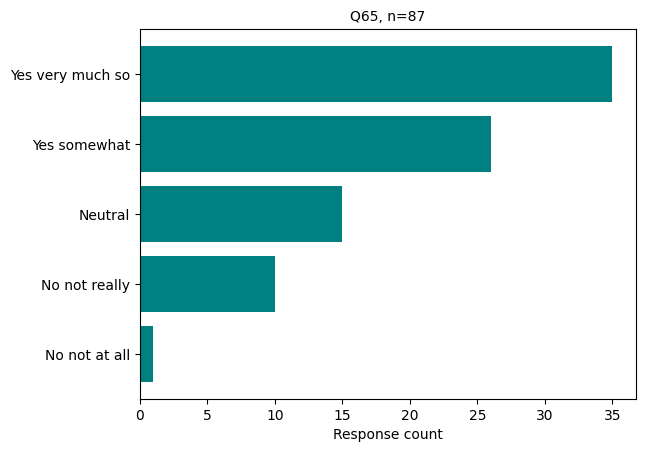 Q65, n=87
Yes very much so
Yes somewhat
Neutral
No not really
No not at all
0 5 10 15 20 25 30 35
Response count